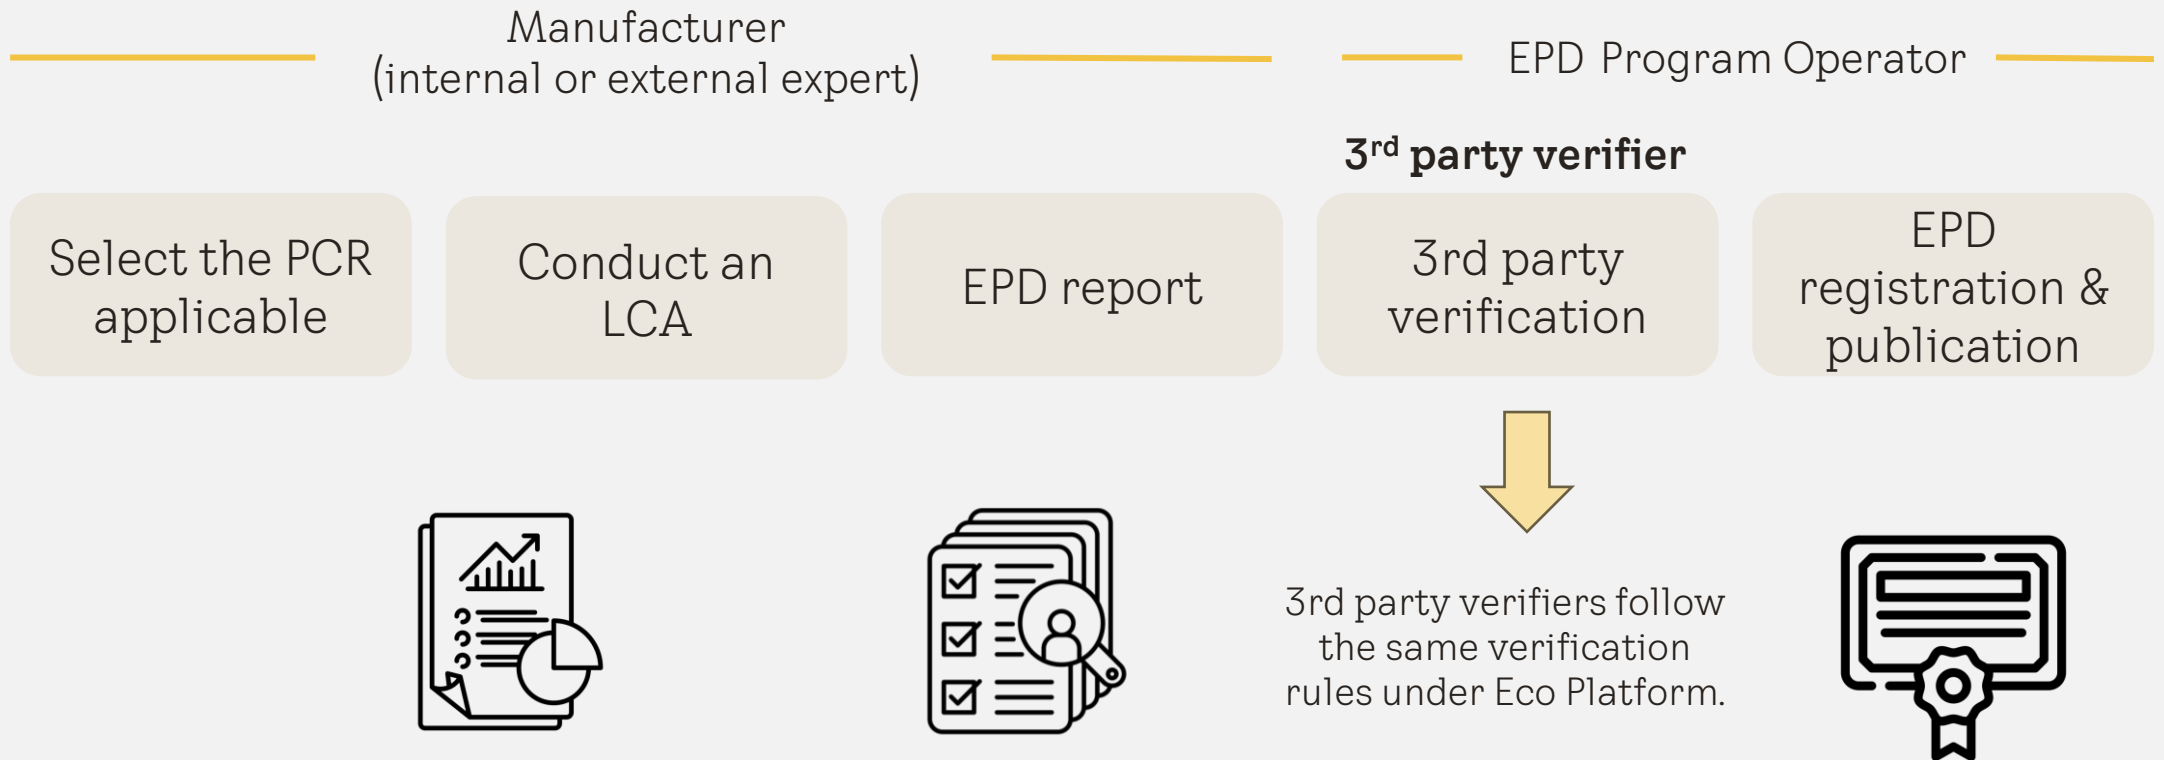 Manufacturer
(internal or external expert)
EPD Program Operator
3rd party verifier
Select the PCR
applicable
Conduct an
LCA
EPD report
3rd party
verification
EPD
registration &
publication
3rd party verifiers follow
the same verification
rules under Eco Platform.